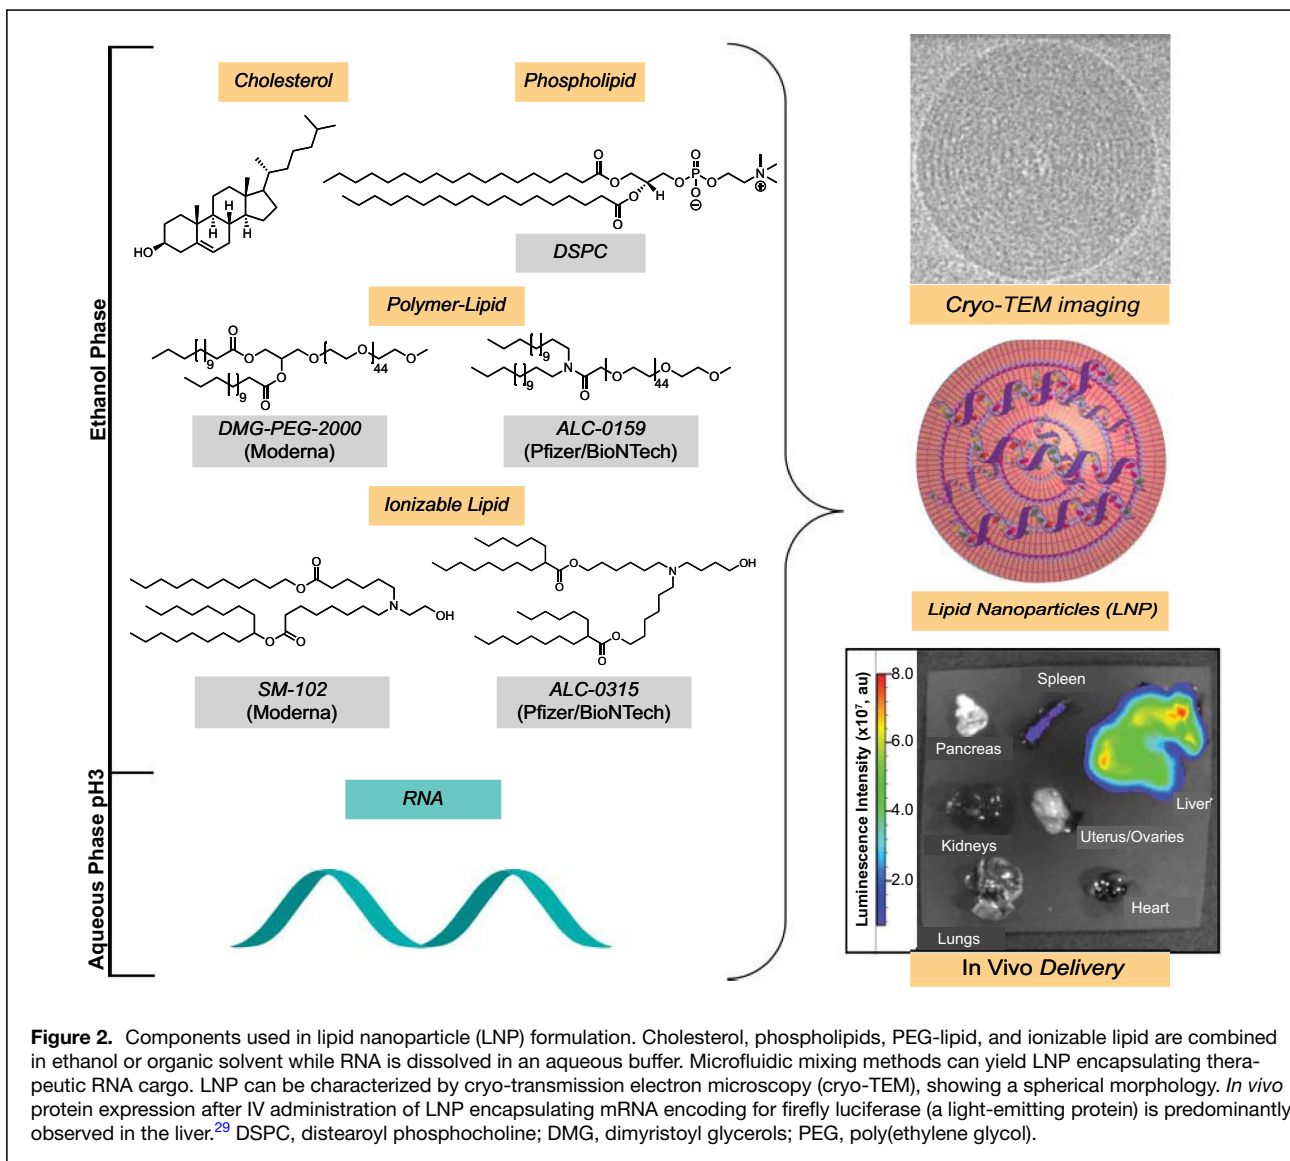 Ethanol Phase
Cholesterol
Phospholipid
HO
H
H
H
O
O
O
O
H
O
P
O
O
⊖
N
⊕
DSPC
Polymer-Lipid
9
O
O
9
O
O
O
O
44
O
DMG-PEG-2000
(Moderna)
9
9
N
O
O
O
44
O
ALC-0159
(Pfizer/BioNTech)
Ionizable Lipid
O
O
N
OH
O
O
SM-102
(Moderna)
O
O
N
OH
O
O
ALC-0315
(Pfizer/BioNTech)
Aqueous Phase pH3
RNA
Cryo-TEM imaging
Lipid Nanoparticles (LNP)
Luminescence Intensity (x10⁷, au)
8.0
6.0
4.0
2.0
Spleen
Pancreas
Liver
Kidneys
Uterus/Ovaries
Heart
Lungs
In Vivo Delivery
Figure 2. Components used in lipid nanoparticle (LNP) formulation. Cholesterol, phospholipids, PEG-lipid, and ionizable lipid are combined
in ethanol or organic solvent while RNA is dissolved in an aqueous buffer. Microfluidic mixing methods can yield LNP encapsulating thera-
peutic RNA cargo. LNP can be characterized by cryo-transmission electron microscopy (cryo-TEM), showing a spherical morphology. In vivo
protein expression after IV administration of LNP encapsulating mRNA encoding for firefly luciferase (a light-emitting protein) is predominantly
observed in the liver.29 DSPC, distearoyl phosphocholine; DMG, dimyristoyl glycerols; PEG, poly(ethylene glycol).